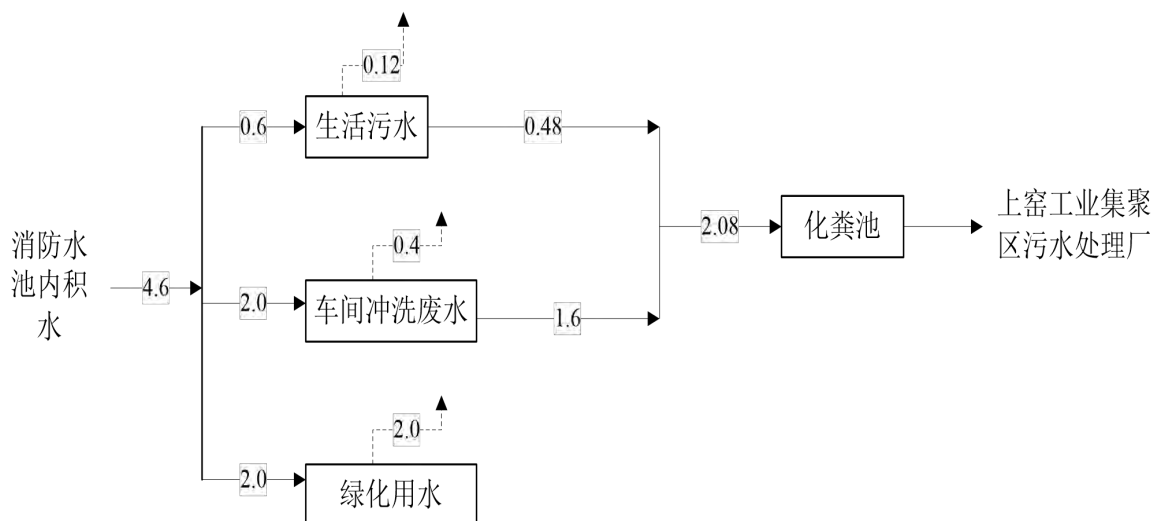 0.12
0.6
生活污水
0.48
消防水
池内积
水
4.6
0.4
2.0
车间冲洗废水
1.6
2.08
化粪池
上窑工业集聚
区污水处理厂
2.0
2.0
绿化用水